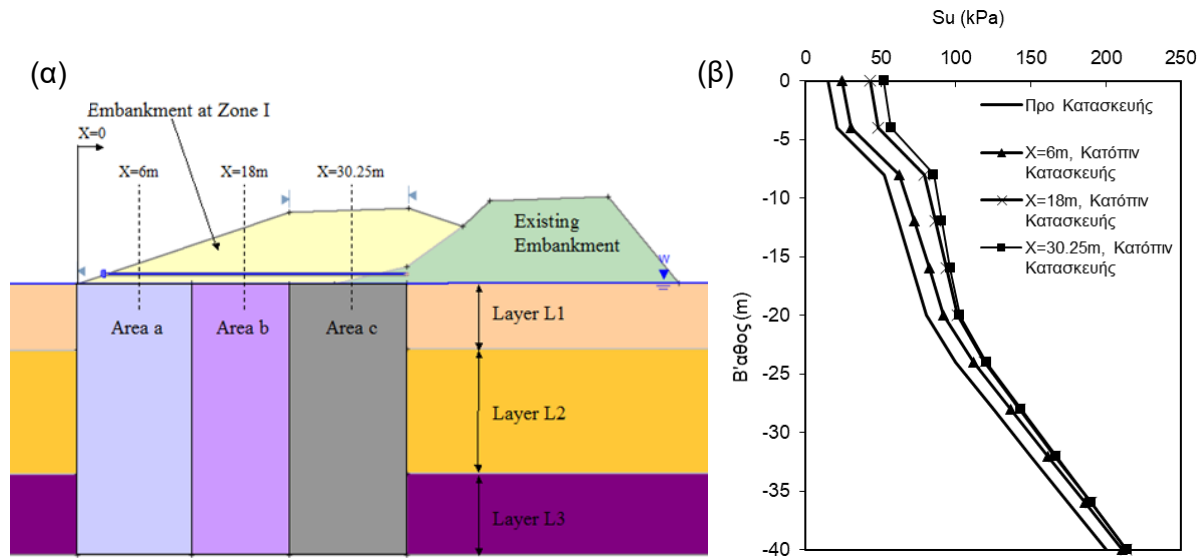 (α)
Embankment at Zone I
X=0
X=6m
X=18m
X=30.25m
Existing
Embankment
W
Area a
Area b
Area c
Layer L1
Layer L2
Layer L3
(β)
Su (kPa)
0
50
100
150
200
250
0
-5
-10
-15
-20
-25
-30
-35
-40
Β'αθος (m)
Προ Κατασκευής
X=6m, Κατόπιν
Κατασκευής
X=18m, Κατόπιν
Κατασκευής
X=30.25m, Κατόπιν
Κατασκευής